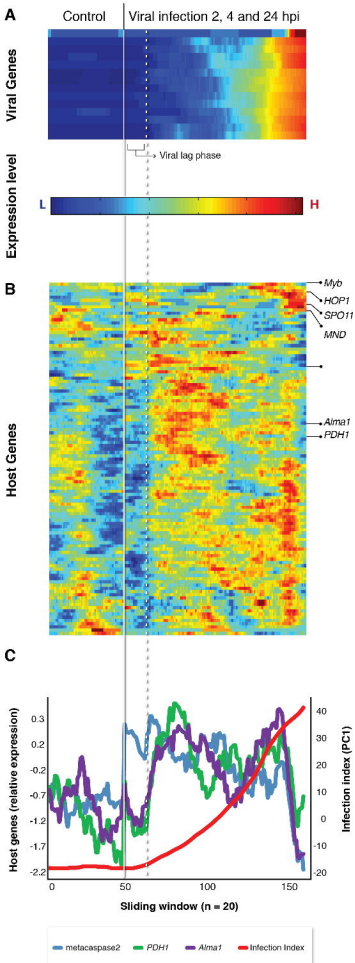 A
Control
Viral infection 2, 4 and 24 hpi
Viral Genes
Viral lag phase
Expression level
L
H
B
Myb
HOP1
SPO11
MND
Alma1
PDH1
Host Genes
C
Host genes (relative expression)
0.3
0.2
-0.2
-0.7
-1.2
-1.7
-2.2
Infection Index (PC1)
40
30
20
10
0
-10
-20
0
50
100
150
Sliding window (n = 20)
metacaspase2
PDH1
Alma1
Infection Index